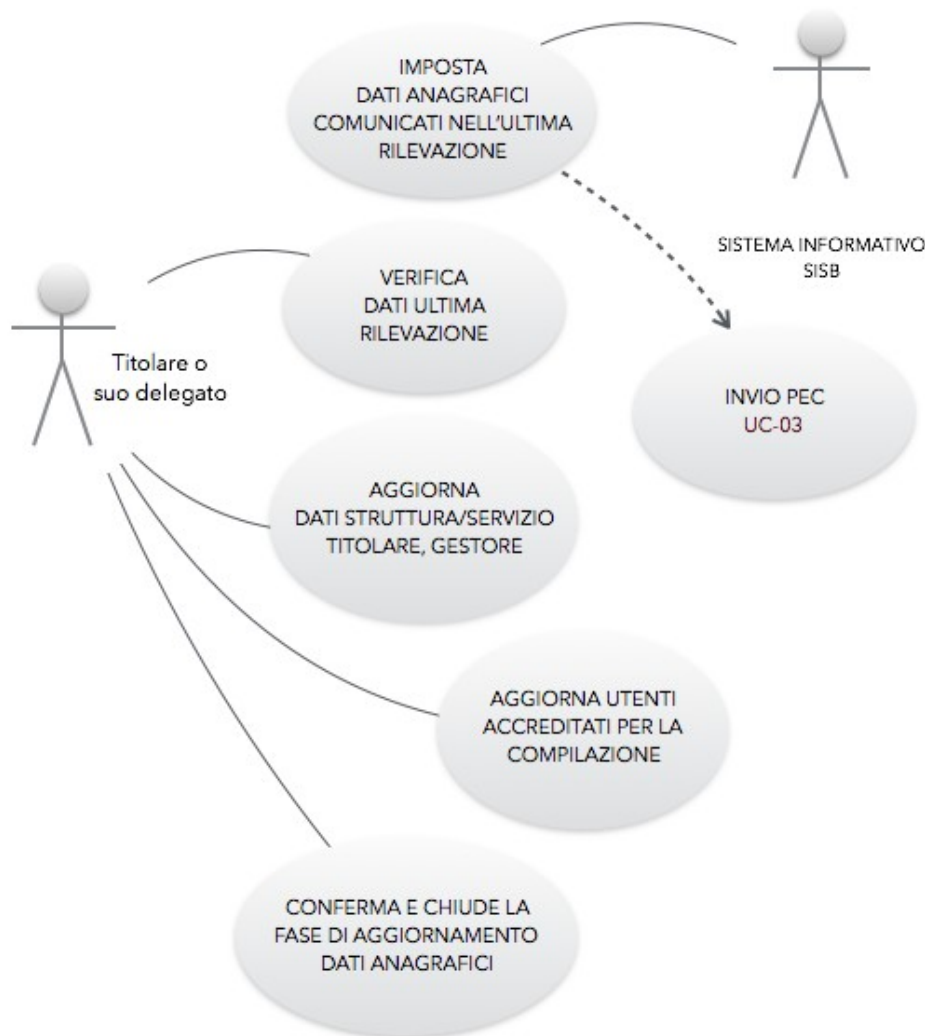 IMPOSTA
DATI ANAGRAFICI
COMUNICATI NELL'ULTIMA
RILEVAZIONE
SISTEMA INFORMATIVO
SISB
VERIFICA
DATI ULTIMA
RILEVAZIONE
Titolare o
suo delegato
INVIO PEC
UC-03
AGGIORNA
DATI STRUTTURA/SERVIZIO
TITOLARE, GESTORE
AGGIORNA UTENTI
ACCREDITATI PER LA
COMPILAZIONE
CONFERMA E CHIUDE LA
FASE DI AGGIORNAMENTO
DATI ANAGRAFICI